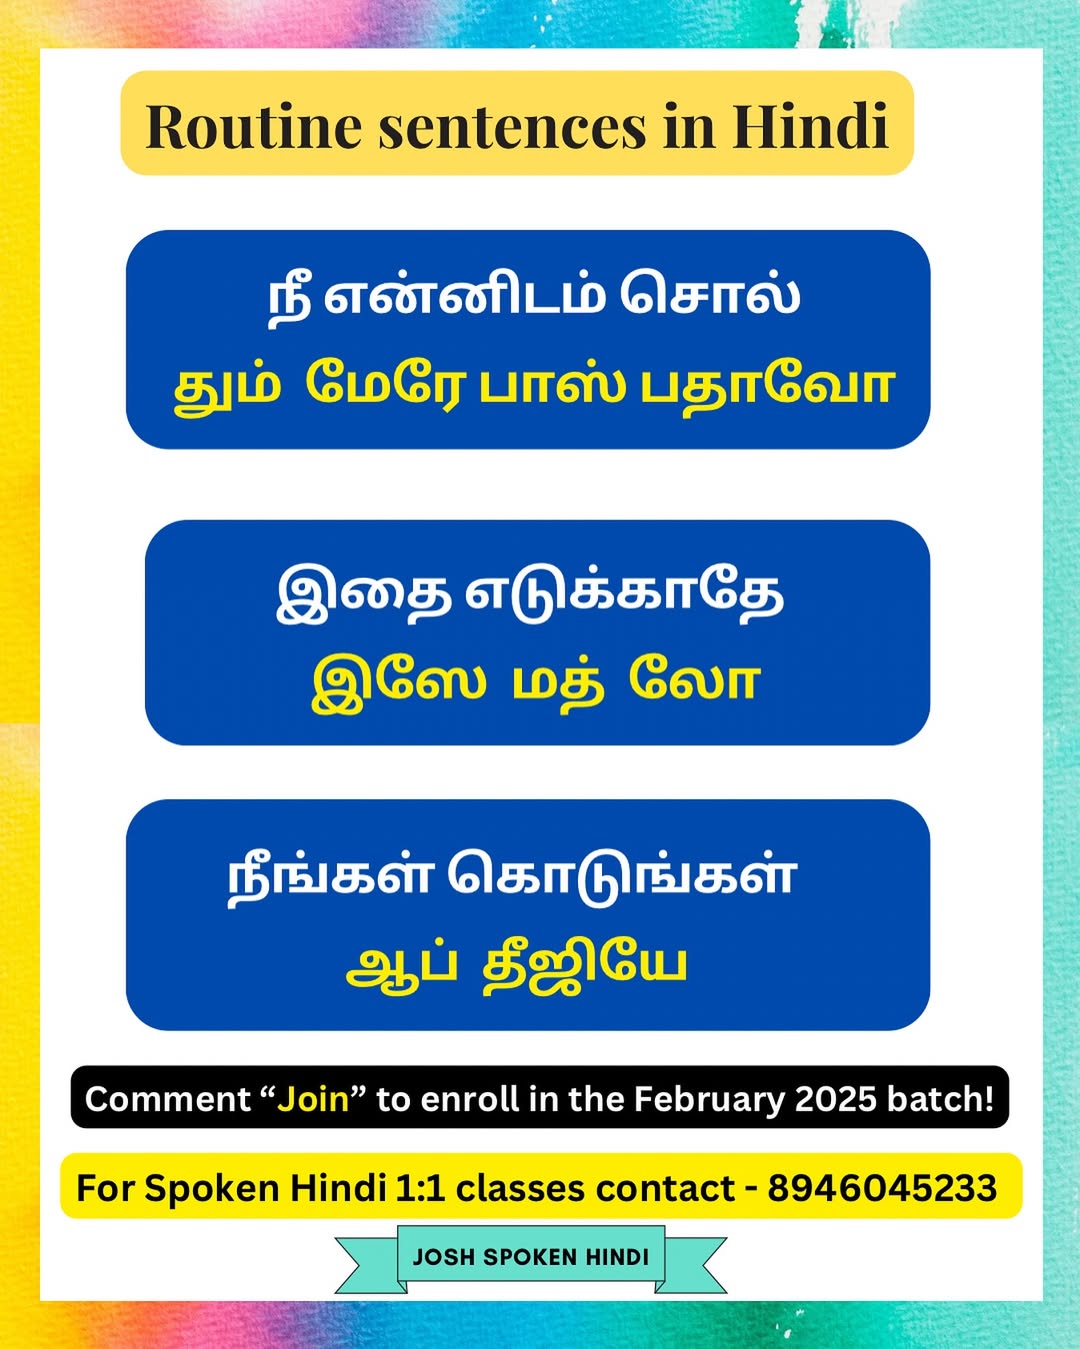 Routine sentences in Hindi
நீ என்னிடம் சொல்
தும் மேரே பாஸ் பதாவோ
இதை எடுக்காதே
இஸே மத் லோ
நீங்கள் கொடுங்கள்
ஆப் தீஜியே
Comment “Join” to enroll in the February 2025 batch!
For Spoken Hindi 1:1 classes contact - 8946045233
JOSH SPOKEN HINDI